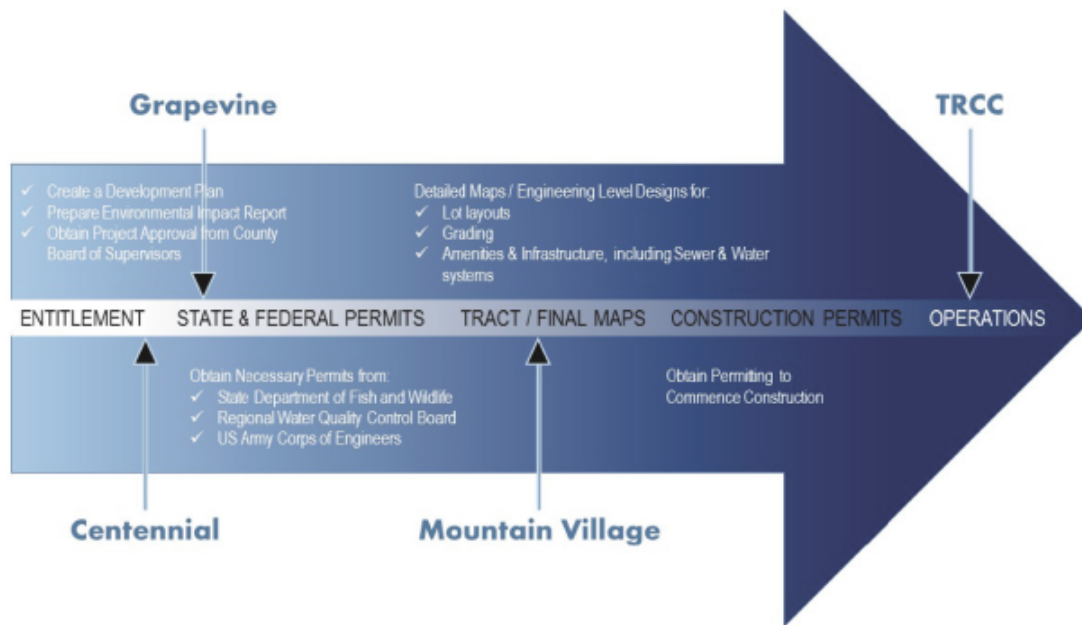 Grapevine
TRCC
✓ Create a Development Plan
✓ Prepare Environmental Impact Report
✓ Obtain Project Approval from County
Board of Supervisors
Detailed Maps / Engineering Level Designs for:
✓ Lot layouts
✓ Grading
✓ Amenities & Infrastructure, including Sewer & Water
systems
ENTITLEMENT STATE & FEDERAL PERMITS TRACT / FINAL MAPS CONSTRUCTION PERMITS OPERATIONS
Obtain Necessary Permits from:
✓ State Department of Fish and Wildlife
✓ Regional Water Quality Control Board
✓ US Army Corps of Engineers
Obtain Permitting to
Commence Construction
Centennial
Mountain Village